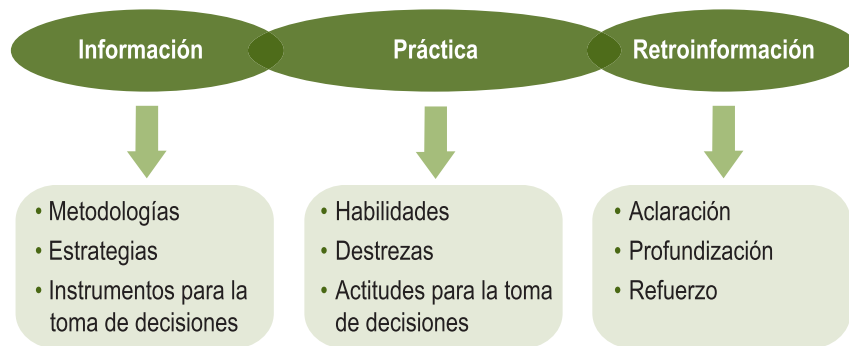 Información
Práctica
Retroinformación
• Metodologías
• Estrategias
• Instrumentos para la
toma de decisiones
• Habilidades
• Destrezas
• Actitudes para la toma
de decisiones
• Aclaración
• Profundización
• Refuerzo